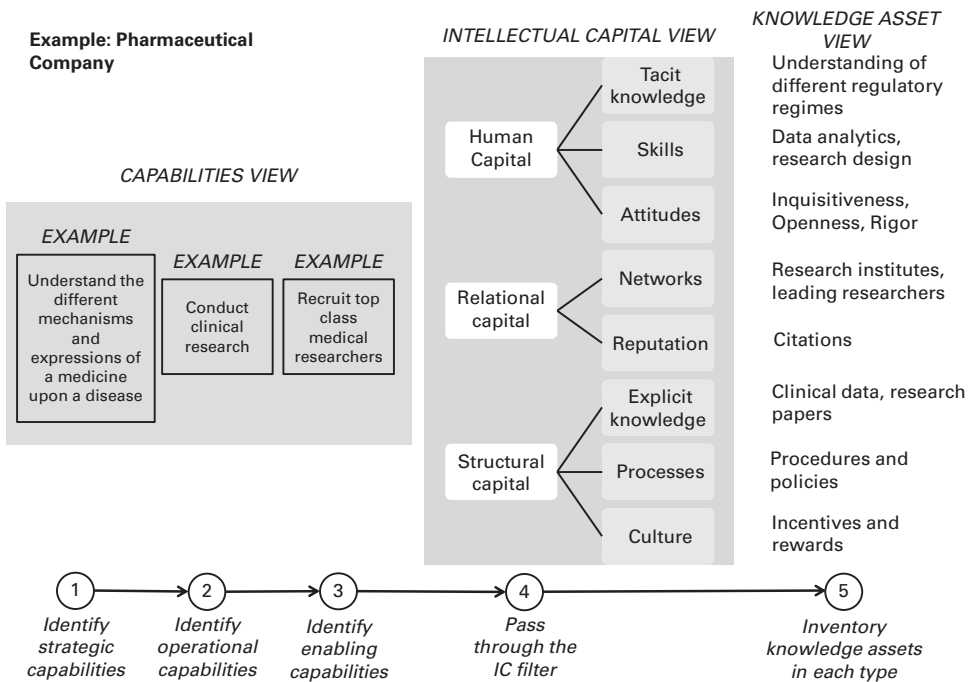 Example: Pharmaceutical
Company
CAPABILITIES VIEW
EXAMPLE
Understand the
different
mechanisms
and
expressions of
a medicine
upon a disease
EXAMPLE
Conduct
clinical
research
EXAMPLE
Recruit top
class
medical
researchers
INTELLECTUAL CAPITAL VIEW
Human
Capital
Tacit
knowledge
Skills
Attitudes
Relational
capital
Networks
Reputation
Structural
capital
Explicit
knowledge
Processes
Culture
KNOWLEDGE ASSET
VIEW
Understanding of
different regulatory
regimes
Data analytics,
research design
Inquisitiveness,
Openness, Rigor
Research institutes,
leading researchers
Citations
Clinical data, research
papers
Procedures and
policies
Incentives and
rewards
1
Identify
strategic
capabilities
2
Identify
operational
capabilities
3
Identify
enabling
capabilities
4
Pass
through the
IC filter
5
Inventory
knowledge assets
in each type